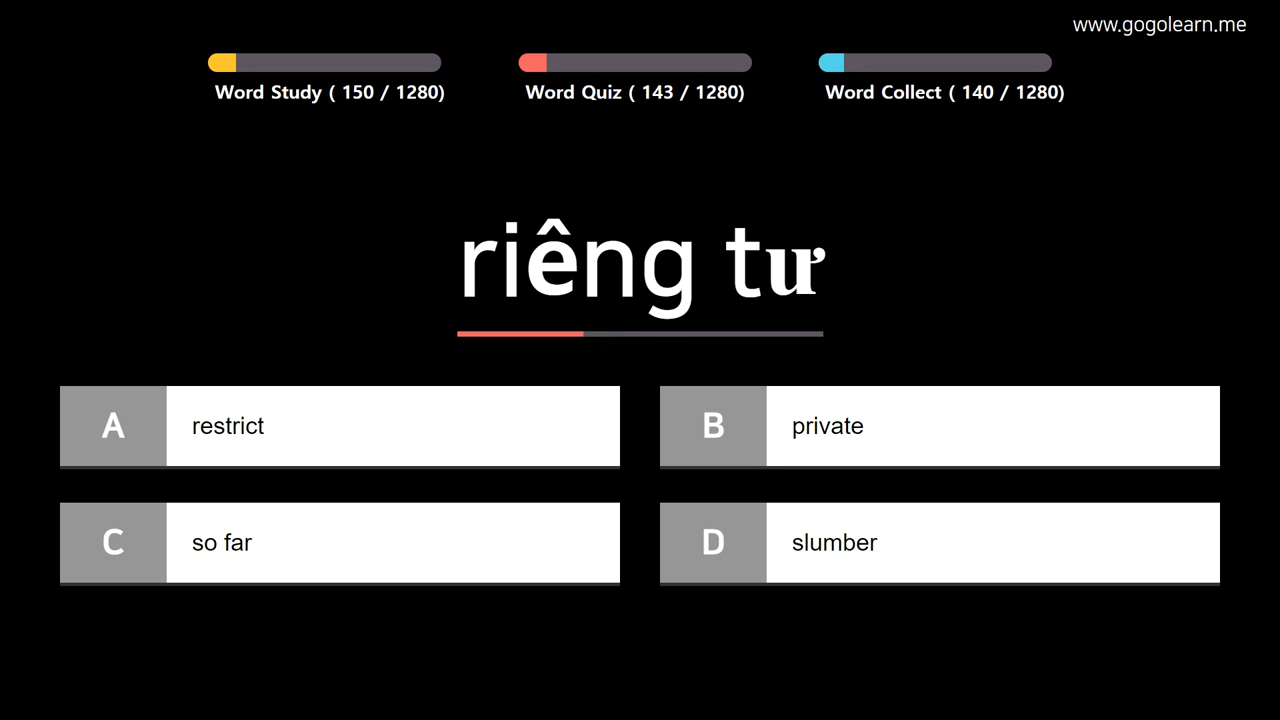 www.gogolearn.me
Word Study ( 150 / 1280)
Word Quiz ( 143 / 1280)
Word Collect ( 140 / 1280)
riêng tư
A restrict
B private
C so far
D slumber